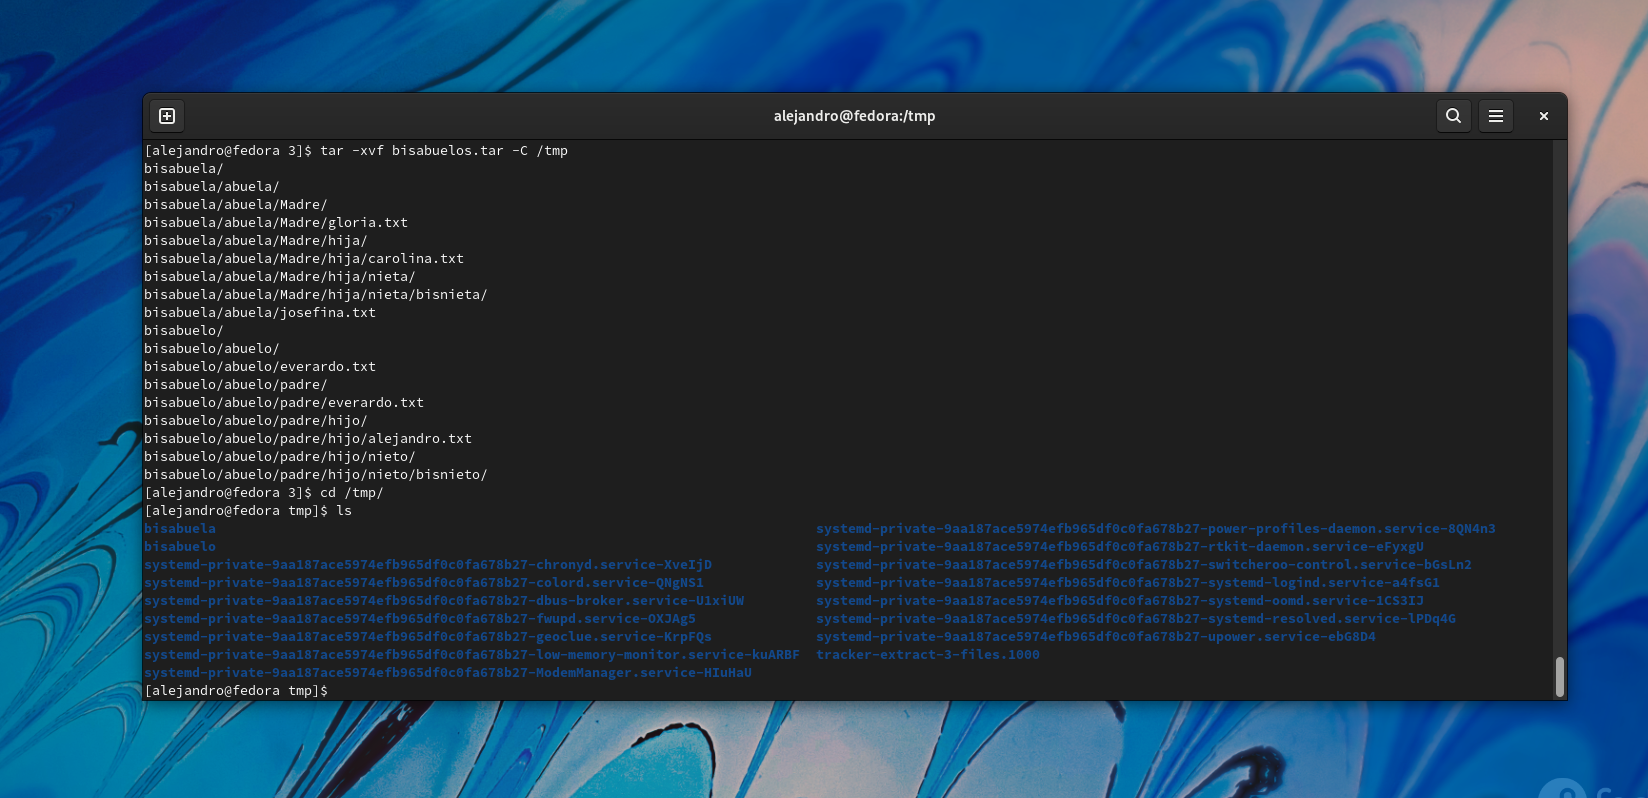 alejandro@fedora:/tmp
[alejandro@fedora 3]$ tar -xvf bisabuelos.tar -C /tmp
bisabuela/
bisabuela/abuela/
bisabuela/abuela/Madre/
bisabuela/abuela/Madre/gloria.txt
bisabuela/abuela/Madre/hija/
bisabuela/abuela/Madre/hija/carolina.txt
bisabuela/abuela/Madre/hija/nieta/
bisabuela/abuela/Madre/hija/nieta/bisnieta/
bisabuela/abuela/josefina.txt
bisabuelo/
bisabuelo/abuelo/
bisabuelo/abuelo/everardo.txt
bisabuelo/abuelo/padre/
bisabuelo/abuelo/padre/everardo.txt
bisabuelo/abuelo/padre/hijo/
bisabuelo/abuelo/padre/hijo/alejandro.txt
bisabuelo/abuelo/padre/hijo/nieto/
bisabuelo/abuelo/padre/hijo/nieto/bisnieto/
[alejandro@fedora 3]$ cd /tmp/
[alejandro@fedora tmp]$ ls
bisabuela systemd-private-9aa187ace5974efb965df0c0fa678b27-power-profiles-daemon.service-8QN4n3
bisabuelo systemd-private-9aa187ace5974efb965df0c0fa678b27-rtkit-daemon.service-eFyxgU
systemd-private-9aa187ace5974efb965df0c0fa678b27-chronyd.service-XveIjD systemd-private-9aa187ace5974efb965df0c0fa678b27-switcheroo-control.service-bGsLn2
systemd-private-9aa187ace5974efb965df0c0fa678b27-colord.service-QNgNS1 systemd-private-9aa187ace5974efb965df0c0fa678b27-systemd-logind.service-a4fsG1
systemd-private-9aa187ace5974efb965df0c0fa678b27-dbus-broker.service-U1xiUW systemd-private-9aa187ace5974efb965df0c0fa678b27-systemd-oomd.service-1CS3IJ
systemd-private-9aa187ace5974efb965df0c0fa678b27-fwupd.service-OXJAg5 systemd-private-9aa187ace5974efb965df0c0fa678b27-systemd-resolved.service-lPDq4G
systemd-private-9aa187ace5974efb965df0c0fa678b27-geoclue.service-KrpFQs systemd-private-9aa187ace5974efb965df0c0fa678b27-upower.service-ebG8D4
systemd-private-9aa187ace5974efb965df0c0fa678b27-low-memory-monitor.service-kuARBF tracker-extract-3-files.1000
systemd-private-9aa187ace5974efb965df0c0fa678b27-ModemManager.service-HIuHaU
[alejandro@fedora tmp]$